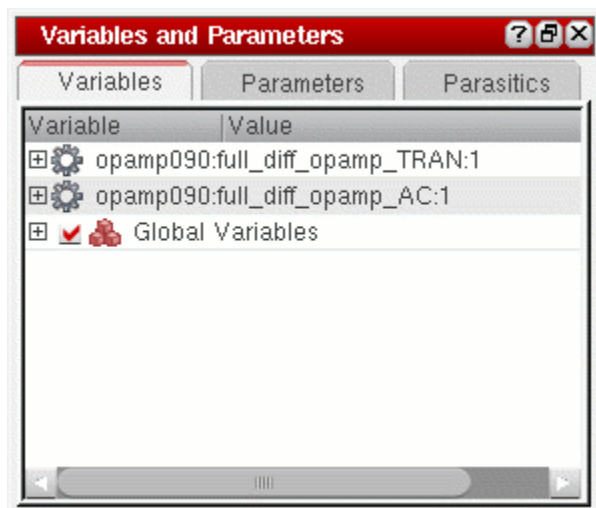 Variables and Parameters
Variables Parameters Parasitics
Variable Value
opamp090:full_diff_opamp_TRAN:1
opamp090:full_diff_opamp_AC:1
Global Variables